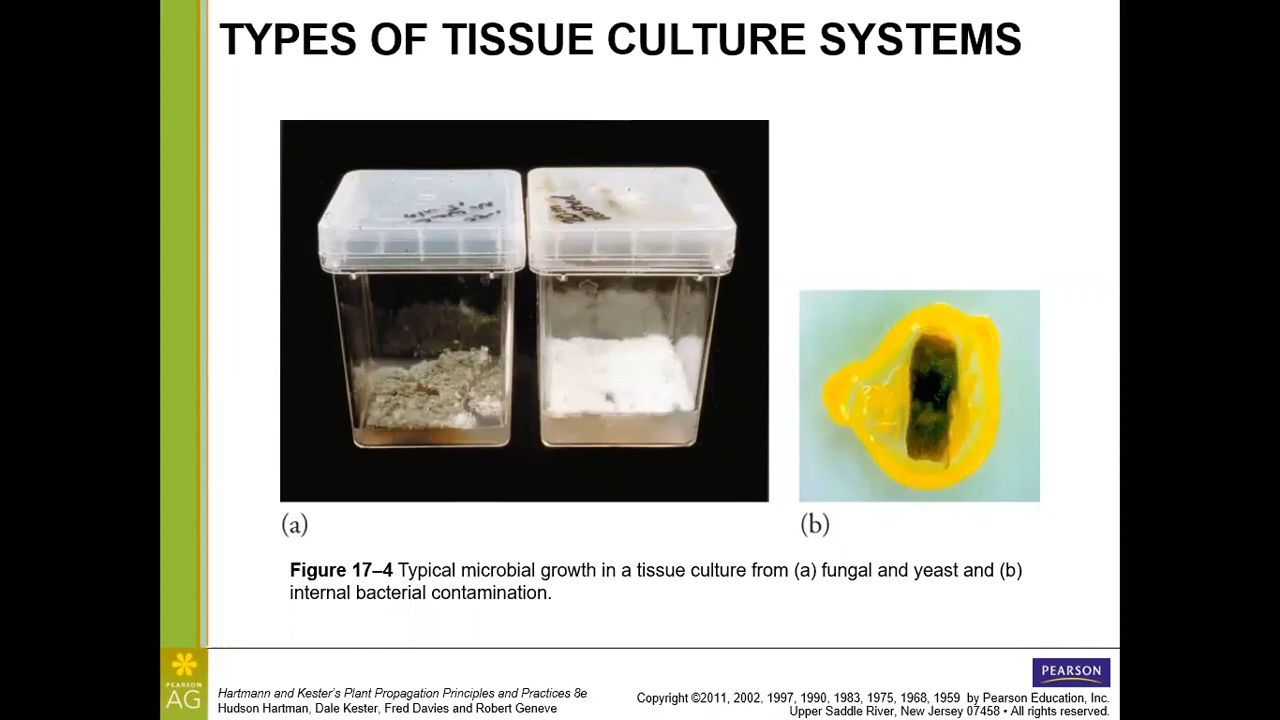 TYPES OF TISSUE CULTURE SYSTEMS
(a)
(b)
Figure 17–4 Typical microbial growth in a tissue culture from (a) fungal and yeast and (b)
internal bacterial contamination.
PEARSON
AG
Hartmann and Kester's Plant Propagation Principles and Practices 8e
Hudson Hartman, Dale Kester, Fred Davies and Robert Geneve
PEARSON
Copyright ©2011, 2002, 1997, 1990, 1983, 1975, 1968, 1959 by Pearson Education, Inc.
Upper Saddle River, New Jersey 07458 • All rights reserved.